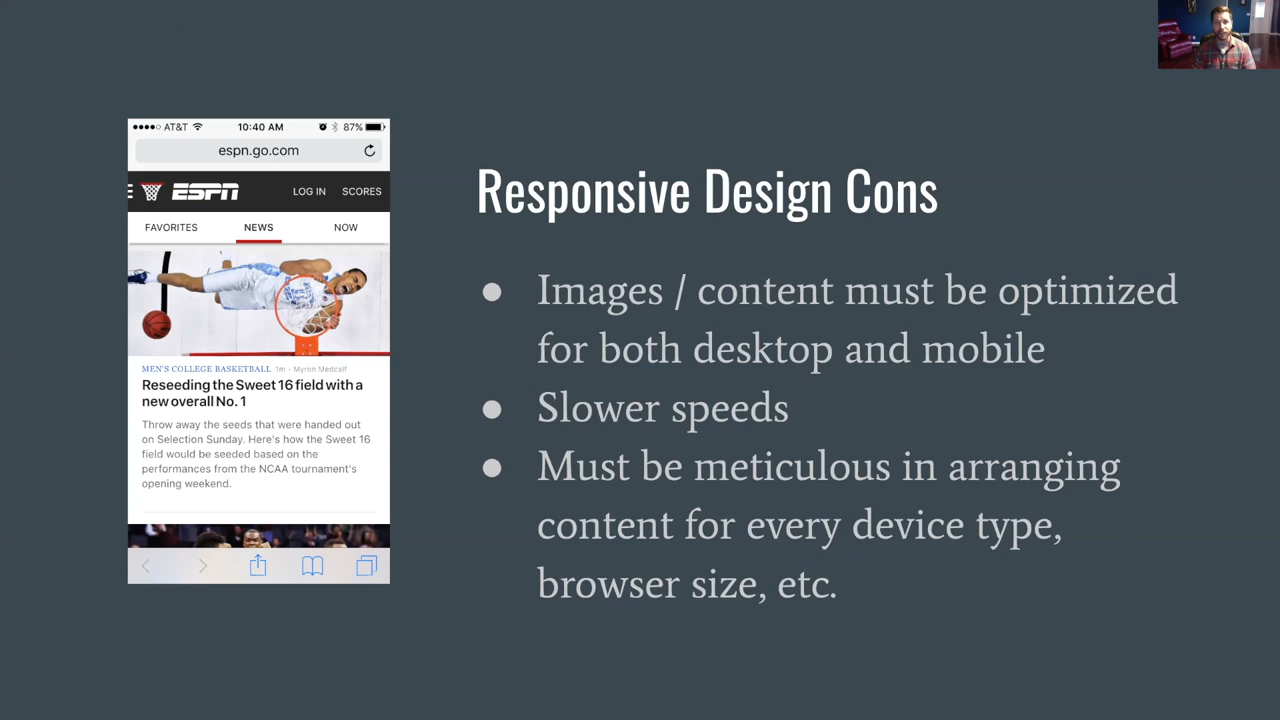 AT&T 10:40 AM 87%
espn.go.com
ESPN LOG IN SCORES
FAVORITES NEWS NOW
MEN'S COLLEGE BASKETBALL 1m - Myron Medcalf
Reseeding the Sweet 16 field with a
new overall No. 1
Throw away the seeds that were handed out
on Selection Sunday. Here's how the Sweet 16
field would be seeded based on the
performances from the NCAA tournament's
opening weekend.
Responsive Design Cons
● Images / content must be optimized
for both desktop and mobile
● Slower speeds
● Must be meticulous in arranging
content for every device type,
browser size, etc.